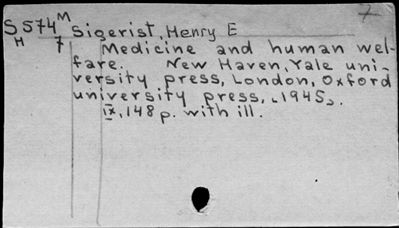 S574M Sigerist, Henry E 7
H 7 Medicine and human wel-
fare. New Haven, Yale uni-
versity press, London, Oxford
university press, [1945].
ix, 148 p. with ill.